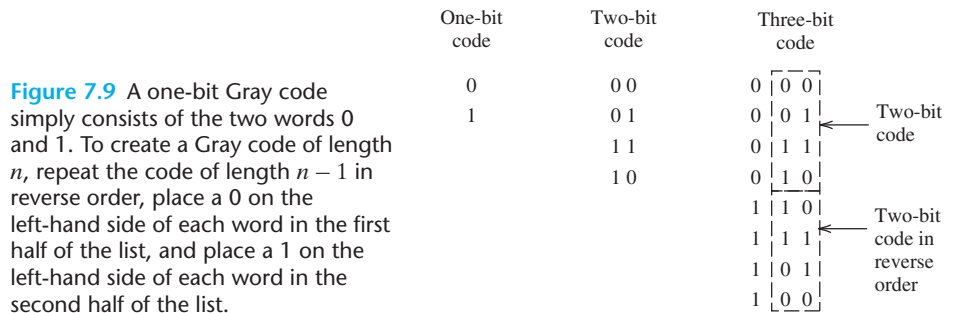 Figure 7.9 A one-bit Gray code
simply consists of the two words 0
and 1. To create a Gray code of length
n, repeat the code of length n − 1 in
reverse order, place a 0 on the
left-hand side of each word in the first
half of the list, and place a 1 on the
left-hand side of each word in the
second half of the list.
One-bit
code
0
1
Two-bit
code
0 0
0 1
1 1
1 0
Three-bit
code
0 0 0
0 0 1
0 1 1
0 1 0
1 1 0
1 1 1
1 0 1
1 0 0
Two-bit
code
Two-bit
code in
reverse
order